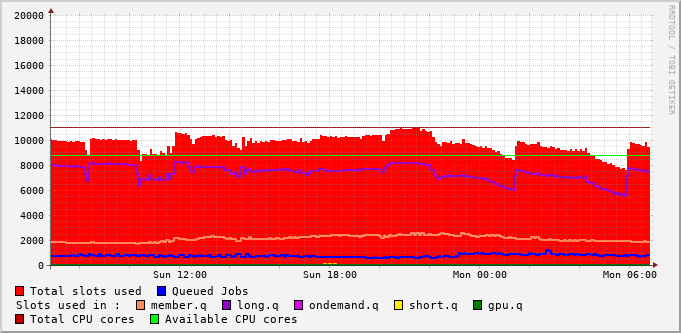 RRDTOOL / TOBI OETIKER
20000
18000
16000
14000
12000
10000
8000
6000
4000
2000
0
Sun 12:00 Sun 18:00 Mon 00:00 Mon 06:00
Total slots used Queued Jobs
Slots used in : member.q long.q ondemand.q short.q gpu.q
Total CPU cores Available CPU cores